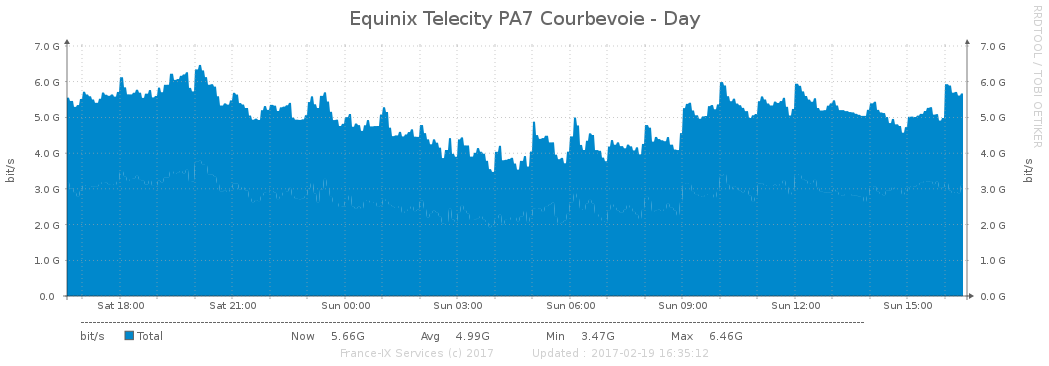 Equinix Telecity PA7 Courbevoie - Day
RRDTOOL / TOBI OETIKER
7.0 G 7.0 G
6.0 G 6.0 G
5.0 G 5.0 G
4.0 G 4.0 G
3.0 G 3.0 G
2.0 G 2.0 G
1.0 G 1.0 G
0.0 0.0 G
bit/s
bit/s
Sat 18:00 Sat 21:00 Sun 00:00 Sun 03:00 Sun 06:00 Sun 09:00 Sun 12:00 Sun 15:00
bit/s Total Now 5.66G Avg 4.99G Min 3.47G Max 6.46G
France-IX Services (c) 2017 Updated : 2017-02-19 16:35:12